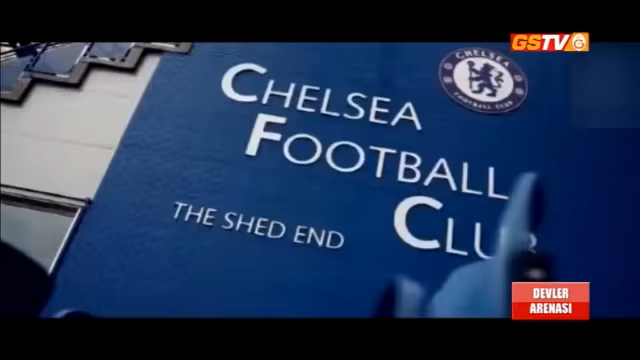 GSTV
CHELSEA
FOOTBALL CLUB
CHELSEA
FOOTBALL
CLUB
THE SHED END
DEVLER
ARENASI